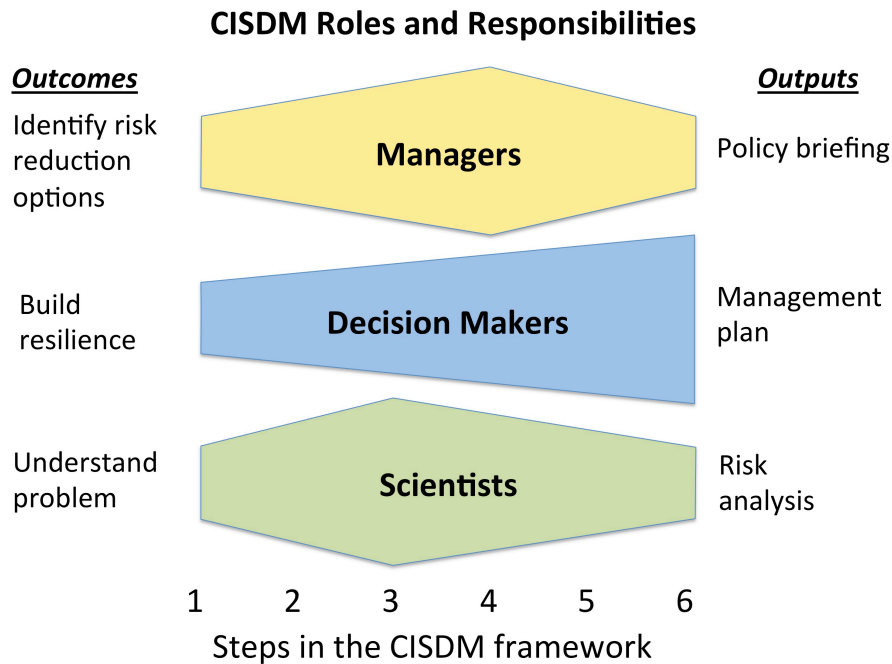 CISDM Roles and Responsibilities
Outcomes
Outputs
Identify risk
reduction
options
Managers
Policy briefing
Build
resilience
Decision Makers
Management
plan
Understand
problem
Scientists
Risk
analysis
1 2 3 4 5 6
Steps in the CISDM framework